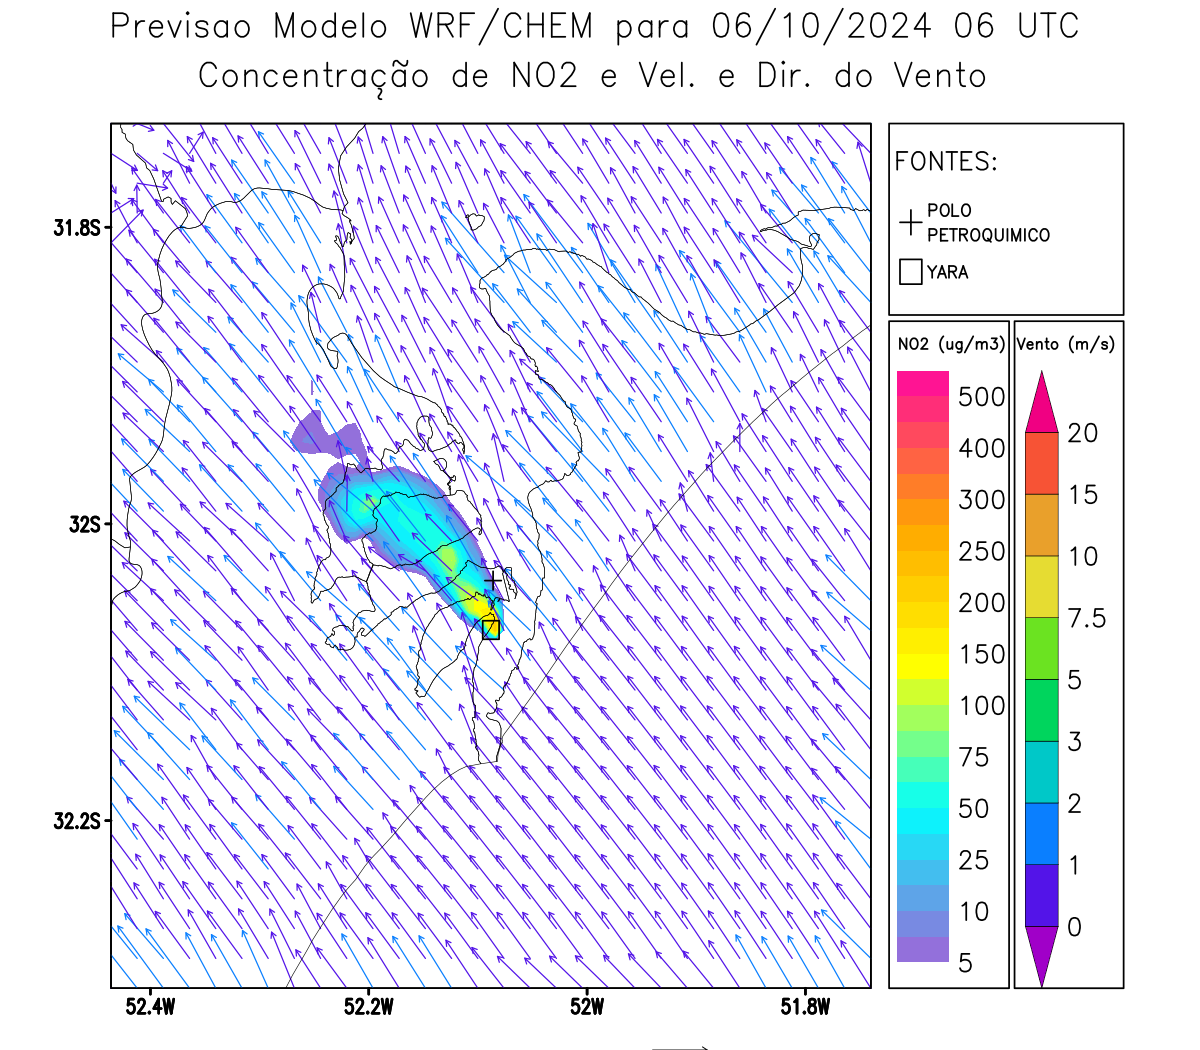 Previsao Modelo WRF/CHEM para 06/10/2024 06 UTC
Concentração de NO2 e Vel. e Dir. do Vento
FONTES:
POLO
PETROQUIMICO
YARA
31.8S
32S
32.2S
52.4W
52.2W
52W
51.8W
NO2 (ug/m3)
500
400
300
250
200
150
100
75
50
25
10
5
Vento (m/s)
20
15
10
7.5
5
3
2
1
0